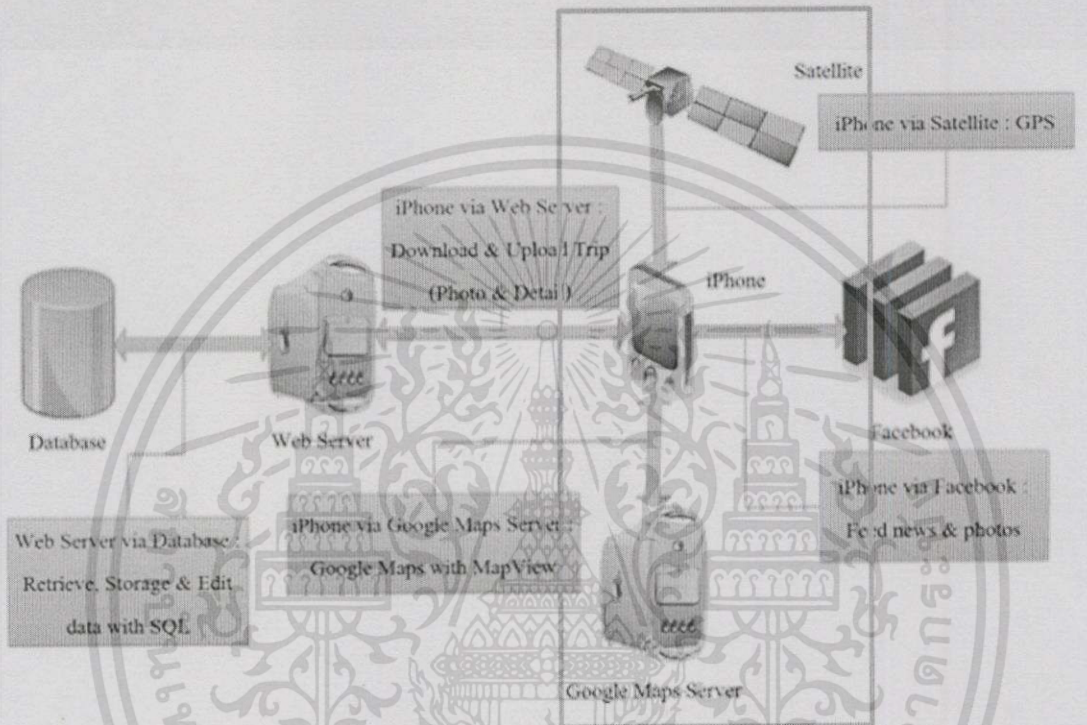 Satellite
iPhone via Satellite : GPS
iPhone via Web Server :
Download & Upload Trip
(Photo & Detail)
iPhone
Database
Web Server
Facebook
Web Server via Database :
Retrieve, Storage & Edit
data with SQL
iPhone via Google Maps Server :
Google Maps with MapView
iPhone via Facebook :
Feed news & photos
Google Maps Server